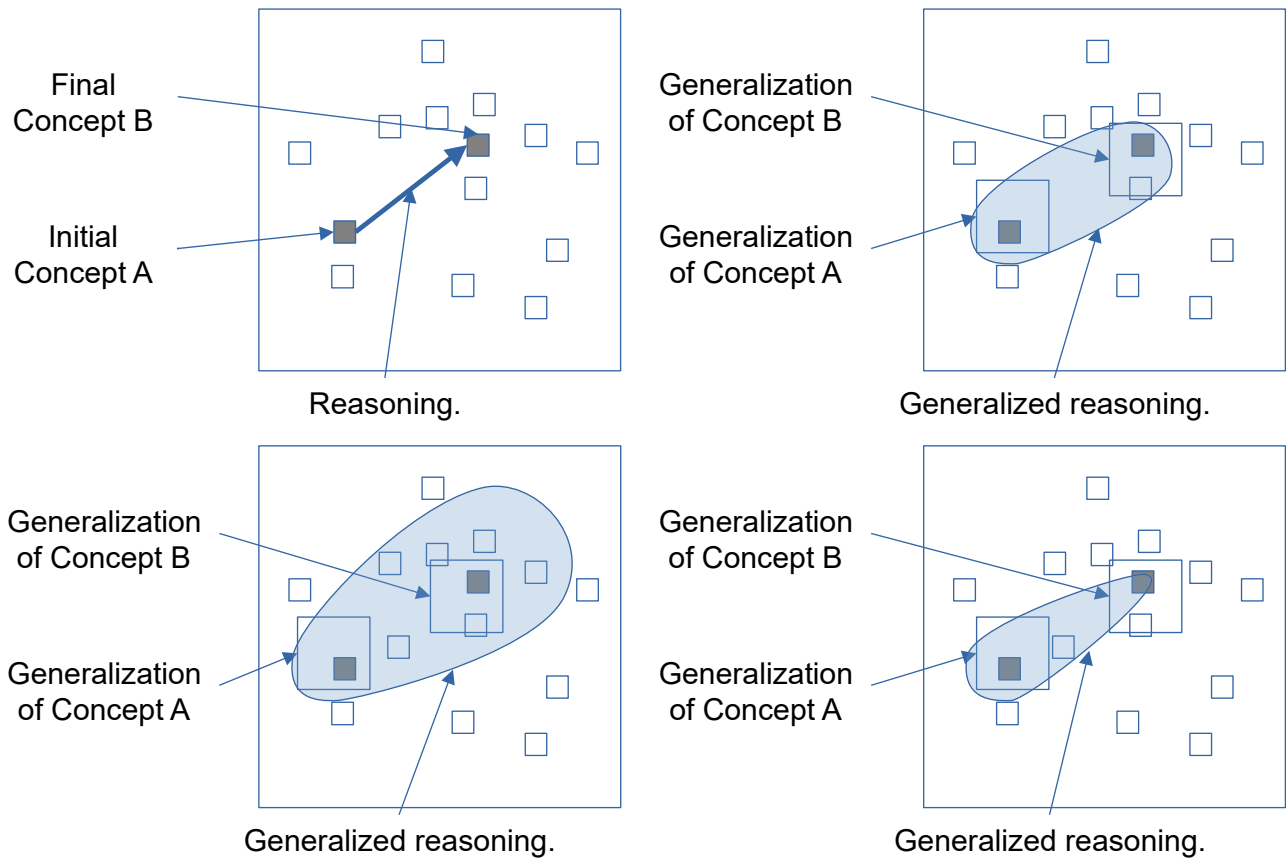 Final
Concept B
Initial
Concept A
Reasoning.
Generalization
of Concept B
Generalization
of Concept A
Generalized reasoning.
Generalization
of Concept B
Generalization
of Concept A
Generalized reasoning.
Generalization
of Concept B
Generalization
of Concept A
Generalized reasoning.